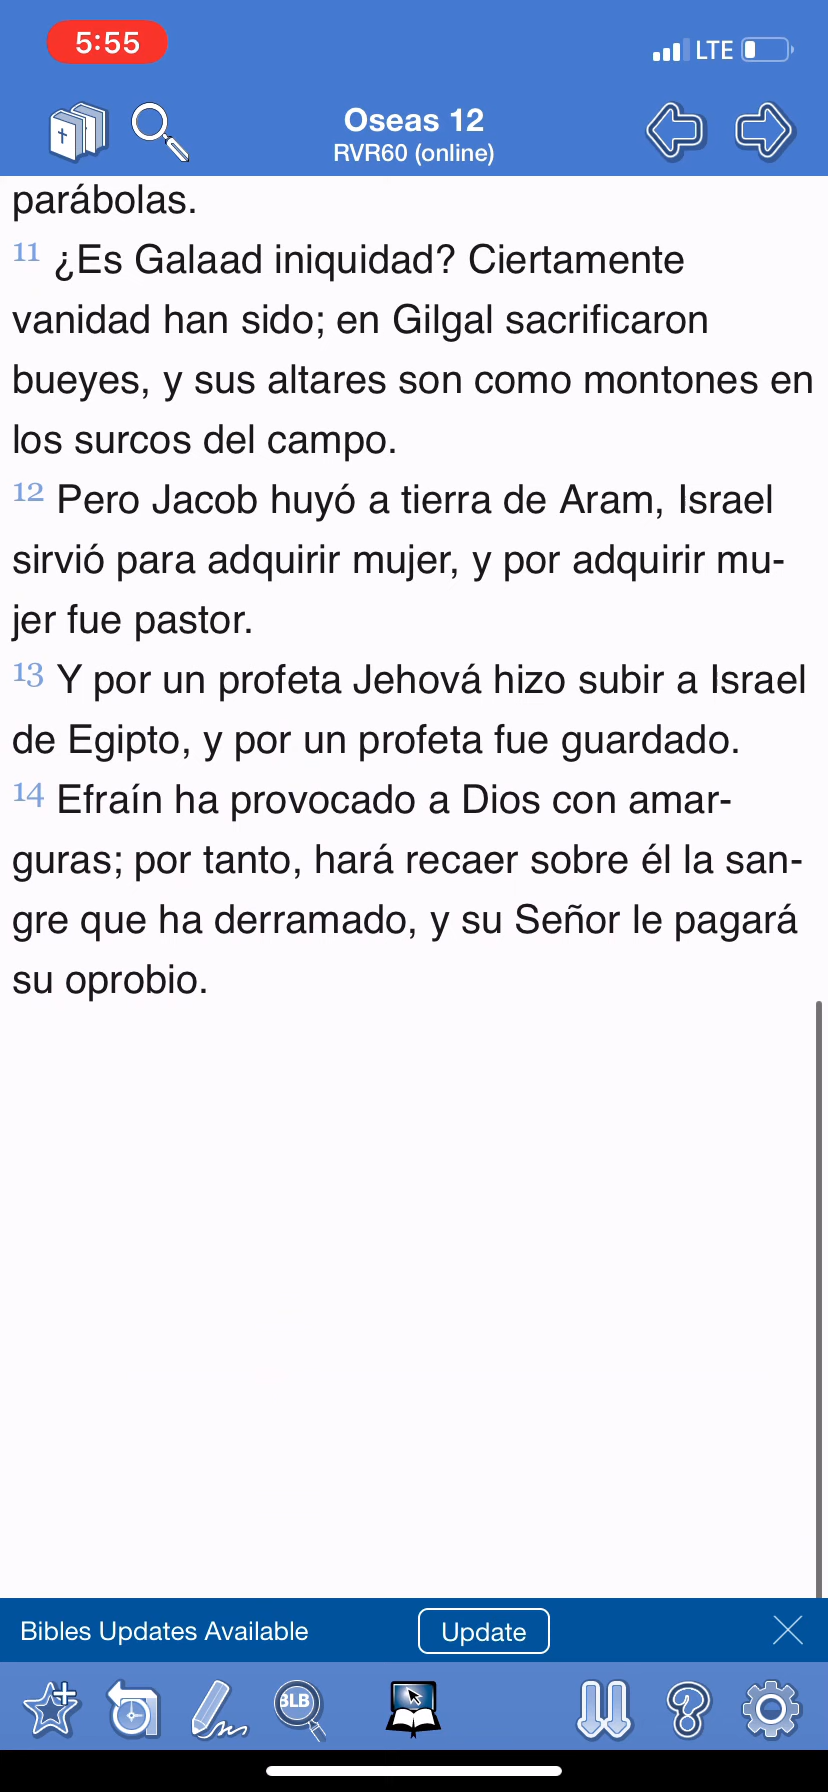 5:55
LTE
Oseas 12
RVR60 (online)
parábolas.
11 ¿Es Galaad iniquidad? Ciertamente
vanidad han sido; en Gilgal sacrificaron
bueyes, y sus altares son como montones en
los surcos del campo.
12 Pero Jacob huyó a tierra de Aram, Israel
sirvió para adquirir mujer, y por adquirir mu-
jer fue pastor.
13 Y por un profeta Jehová hizo subir a Israel
de Egipto, y por un profeta fue guardado.
14 Efraín ha provocado a Dios con amar-
guras; por tanto, hará recaer sobre él la san-
gre que ha derramado, y su Señor le pagará
su oprobio.
Bibles Updates Available
Update
BLB